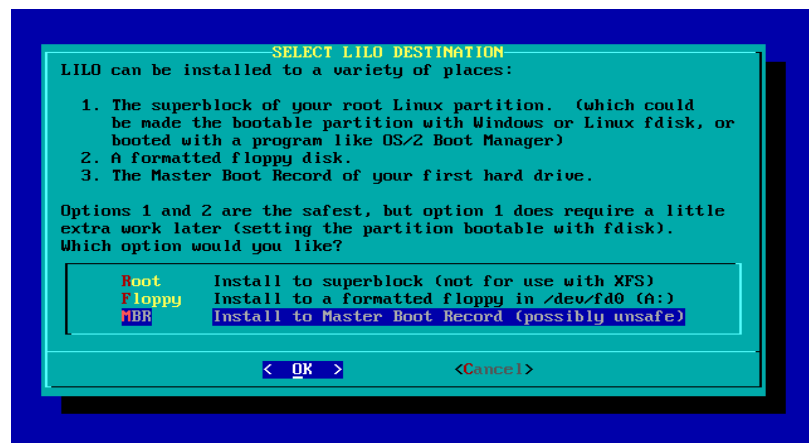 SELECT LILO DESTINATION
LILO can be installed to a variety of places:
1. The superblock of your root Linux partition. (which could
be made the bootable partition with Windows or Linux fdisk, or
booted with a program like OS/2 Boot Manager)
2. A formatted floppy disk.
3. The Master Boot Record of your first hard drive.
Options 1 and 2 are the safest, but option 1 does require a little
extra work later (setting the partition bootable with fdisk).
Which option would you like?
Root Install to superblock (not for use with XFS)
Floppy Install to a formatted floppy in /dev/fd0 (A:)
MBR Install to Master Boot Record (possibly unsafe)
< OK > <Cancel>